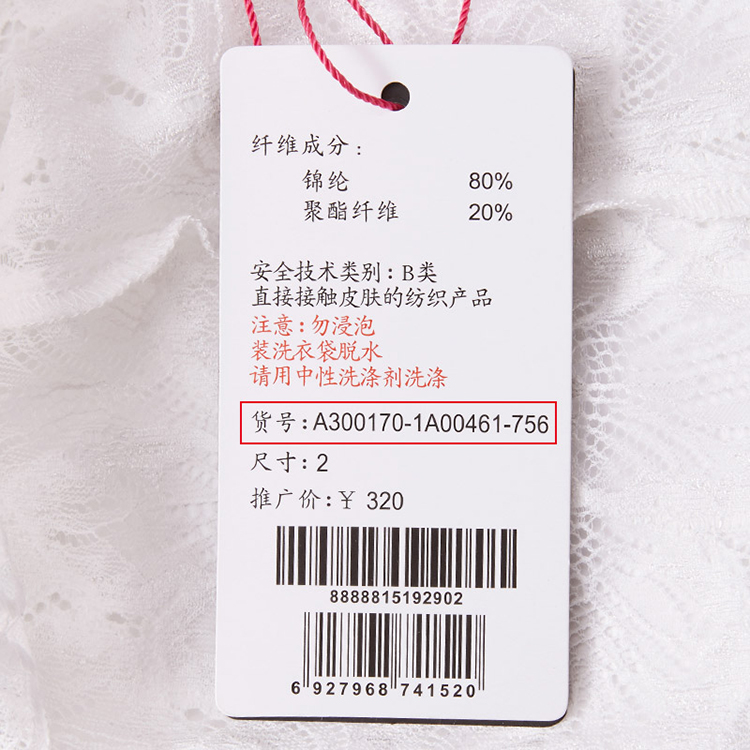 纤维成分:
锦纶 80%
聚酯纤维 20%
安全技术类别:B类
直接接触皮肤的纺织产品
注意:勿浸泡
装洗衣袋脱水
请用中性洗涤剂洗涤
货号:A300170-1A00461-756
尺寸:2
推广价:¥ 320
8888815192902
6 927968 741520